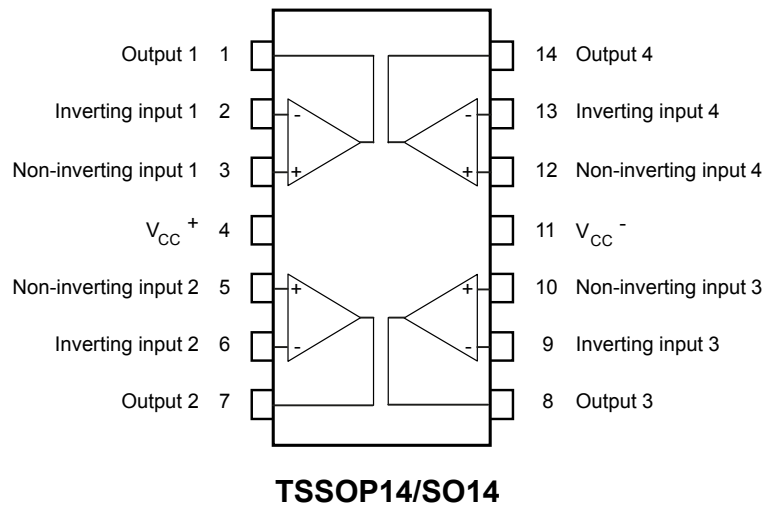 Output 1 1 14 Output 4
Inverting input 1 2 - - 13 Inverting input 4
Non-inverting input 1 3 + + 12 Non-inverting input 4
VCC + 4 11 VCC -
Non-inverting input 2 5 + + 10 Non-inverting input 3
Inverting input 2 6 - - 9 Inverting input 3
Output 2 7 8 Output 3
TSSOP14/SO14